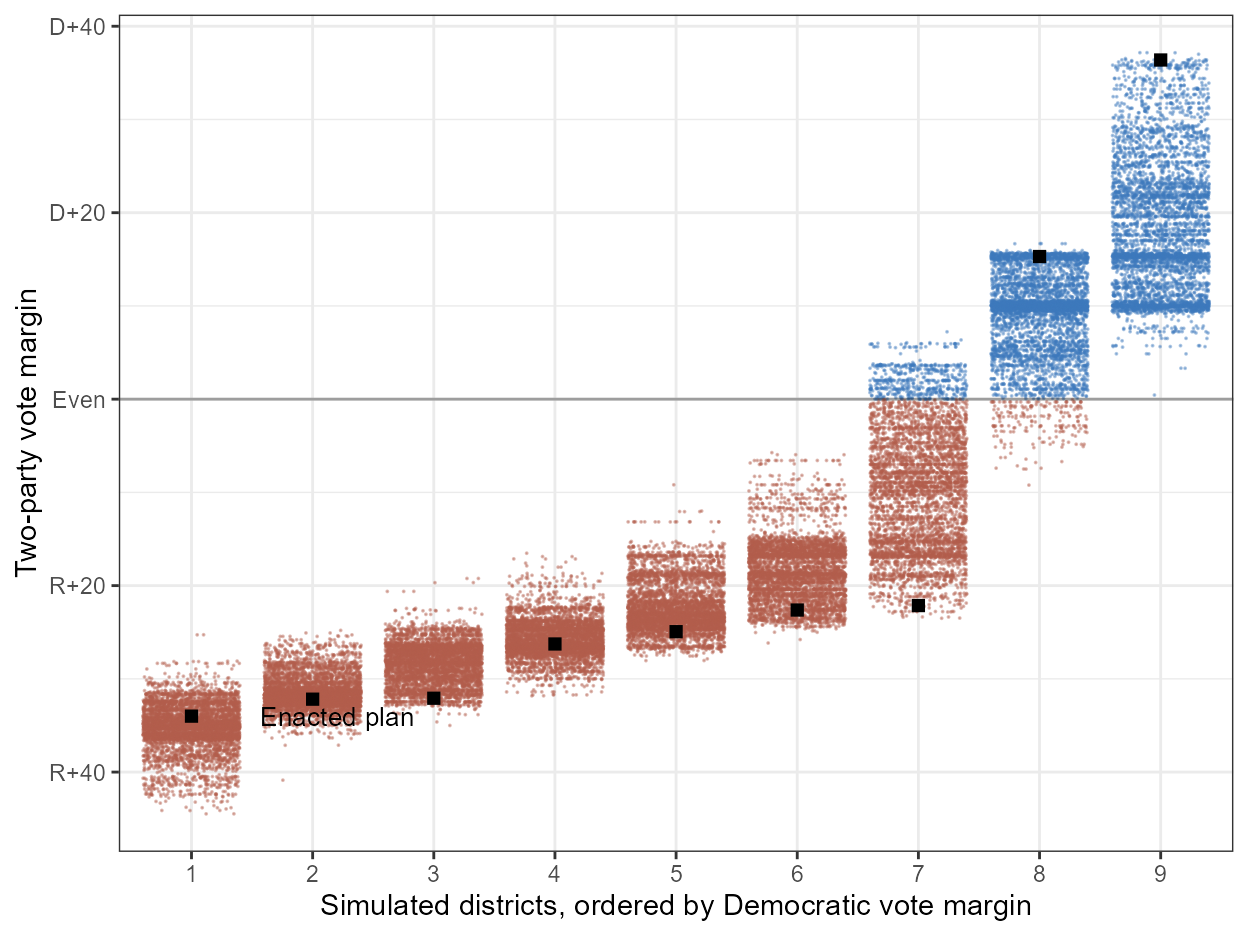 D+40
D+20
Even
R+20
R+40
Two-party vote margin
Enacted plan
1 2 3 4 5 6 7 8 9
Simulated districts, ordered by Democratic vote margin